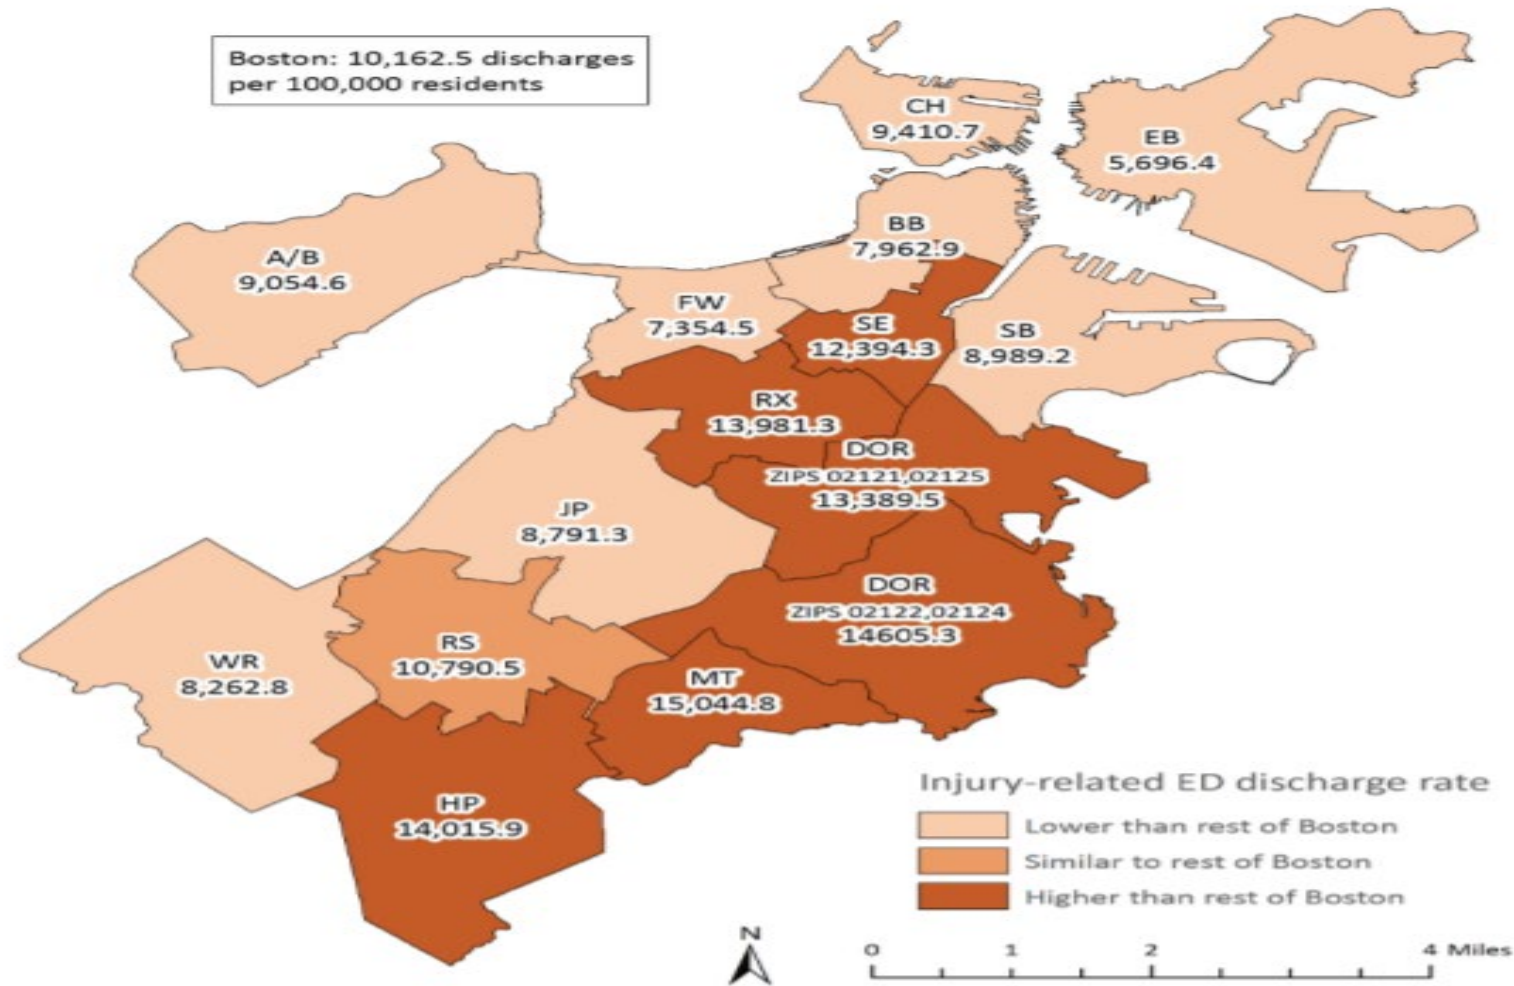 Boston: 10,162.5 discharges
per 100,000 residents
CH
9,410.7
EB
5,696.4
BB
7,962.9
A/B
9,054.6
FW
7,354.5
SE
12,394.3
SB
8,989.2
RX
13,981.3
DOR
ZIPS 02121,02125
13,389.5
JP
8,791.3
DOR
ZIPS 02122,02124
14605.3
RS
10,790.5
WR
8,262.8
MT
15,044.8
HP
14,015.9
Injury-related ED discharge rate
Lower than rest of Boston
Similar to rest of Boston
Higher than rest of Boston
N
0 1 2 4 Miles